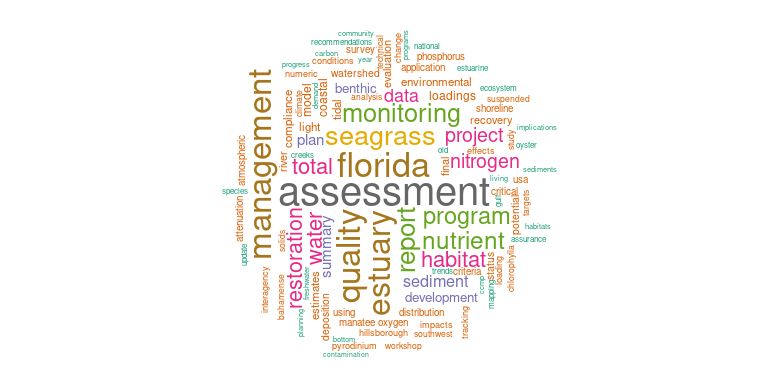 community
recommendations
national
carbon
survey
technical
change
programs
progress
conditions
year
evaluation
phosphorus
numeric
watershed
application
estuarine
demand
model
coastal
benthic
analysis
data
environmental
ecosystem
climate
tidal
loadings
suspended
management
compliance
light
monitoring
shoreline
recovery
plan
seagrass
project
study
implications
atmospheric
river
creeks
total
florida
old
effects
final
nitrogen
oyster
sediments
species
assessment
living
usa
critical
gulf
potential
targets
attenuation
restoration
water
summary
quality
estuary
report
program
habitats
update
solids
nutrient
assurance
habitat
interagency
bahamense
freshwater
estimates
deposition
sediment
trends
criteria
status
loading
chlorophylla
ccmp
mapping
development
planning
using
distribution
manatee
oxygen
impacts
tracking
hillsborough
southwest
bottom
pyrodinium
workshop
contamination